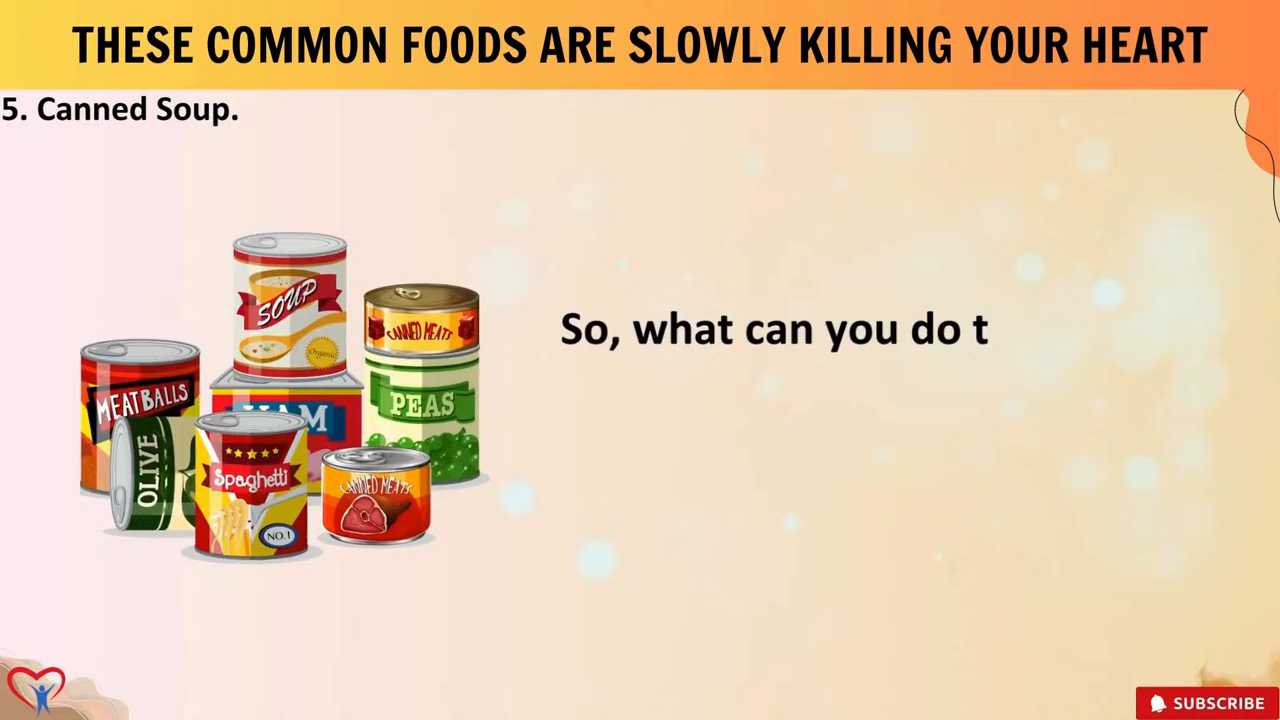 THESE COMMON FOODS ARE SLOWLY KILLING YOUR HEART
5. Canned Soup.
So, what can you do t
SOUP
Organic
CANNED MEATS
MEATBALLS
PEAS
HAM
OLIVE
Spaghetti
NO.1
CANNED MEATS
SUBSCRIBE